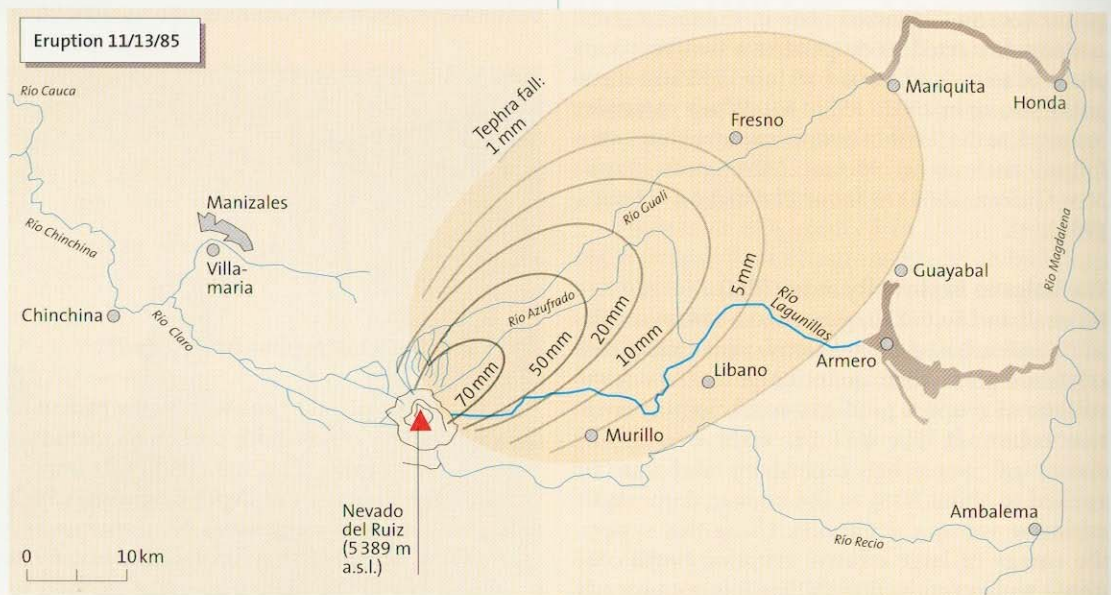 Eruption 11/13/85
Río Cauca
Río Chinchina
Manizales
Villa-
maria
Chinchina
Río Claro
Tephra fall:
1 mm
Fresno
Mariquita
Honda
Río Guali
Río Azufrado
5 mm
10 mm
20 mm
50 mm
70 mm
Río
Lagunillas
Guayabal
Río Magdalena
Armero
Libano
Murillo
Nevado
del Ruiz
(5389 m
a.s.l.)
Ambalema
Río Recio
0 10 km